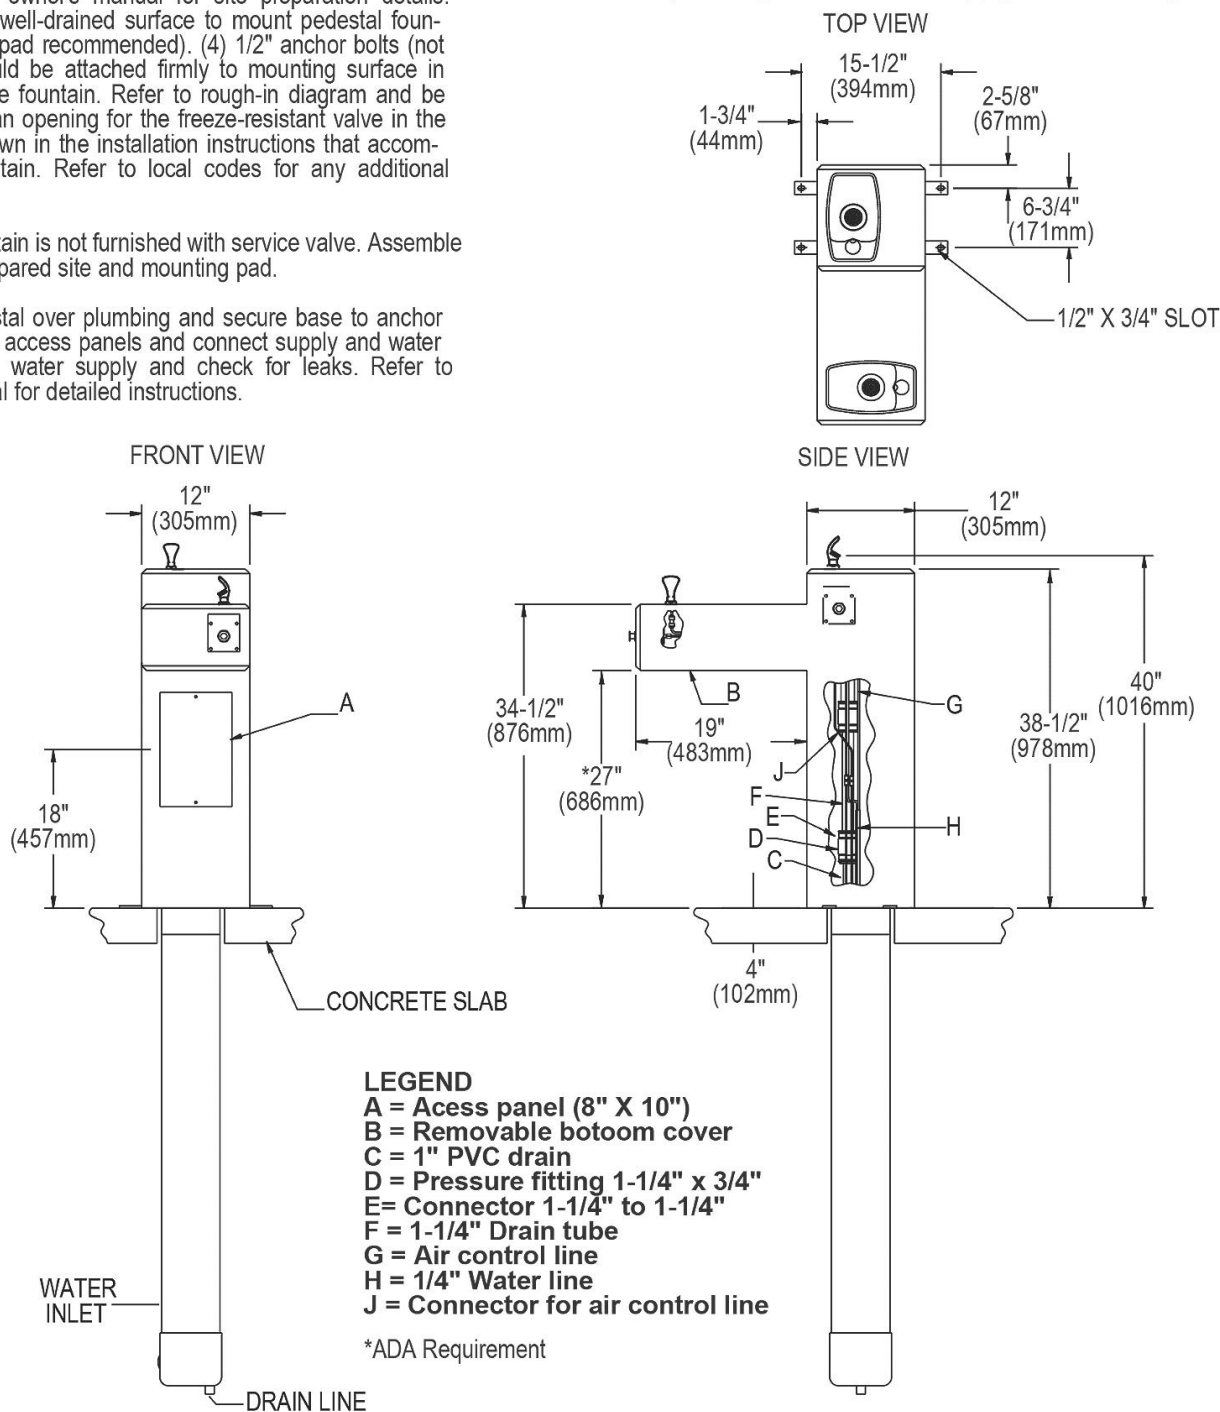 owner's manual for site preparation details.
well-drained surface to mount pedestal foun-
pad recommended). (4) 1/2" anchor bolts (not
be attached firmly to mounting surface in
fountain. Refer to rough-in diagram and be
an opening for the freeze-resistant valve in the
in the installation instructions that accom-
Refer to local codes for any additional
is not furnished with service valve. Assemble
site and mounting pad.
over plumbing and secure base to anchor
access panels and connect supply and water
water supply and check for leaks. Refer to
for detailed instructions.
TOP VIEW
15-1/2"
(394mm)
1-3/4"
(44mm)
2-5/8"
(67mm)
6-3/4"
(171mm)
1/2" X 3/4" SLOT
FRONT VIEW
12"
(305mm)
A
18"
(457mm)
CONCRETE SLAB
WATER
INLET
DRAIN LINE
SIDE VIEW
12"
(305mm)
34-1/2"
(876mm)
B
19"
(483mm)
*27"
(686mm)
G
J
F
E
D
C
H
38-1/2"
(978mm)
40"
(1016mm)
4"
(102mm)
LEGEND
A = Acess panel (8" X 10")
B = Removable botoom cover
C = 1" PVC drain
D = Pressure fitting 1-1/4" x 3/4"
E= Connector 1-1/4" to 1-1/4"
F = 1-1/4" Drain tube
G = Air control line
H = 1/4" Water line
J = Connector for air control line
*ADA Requirement